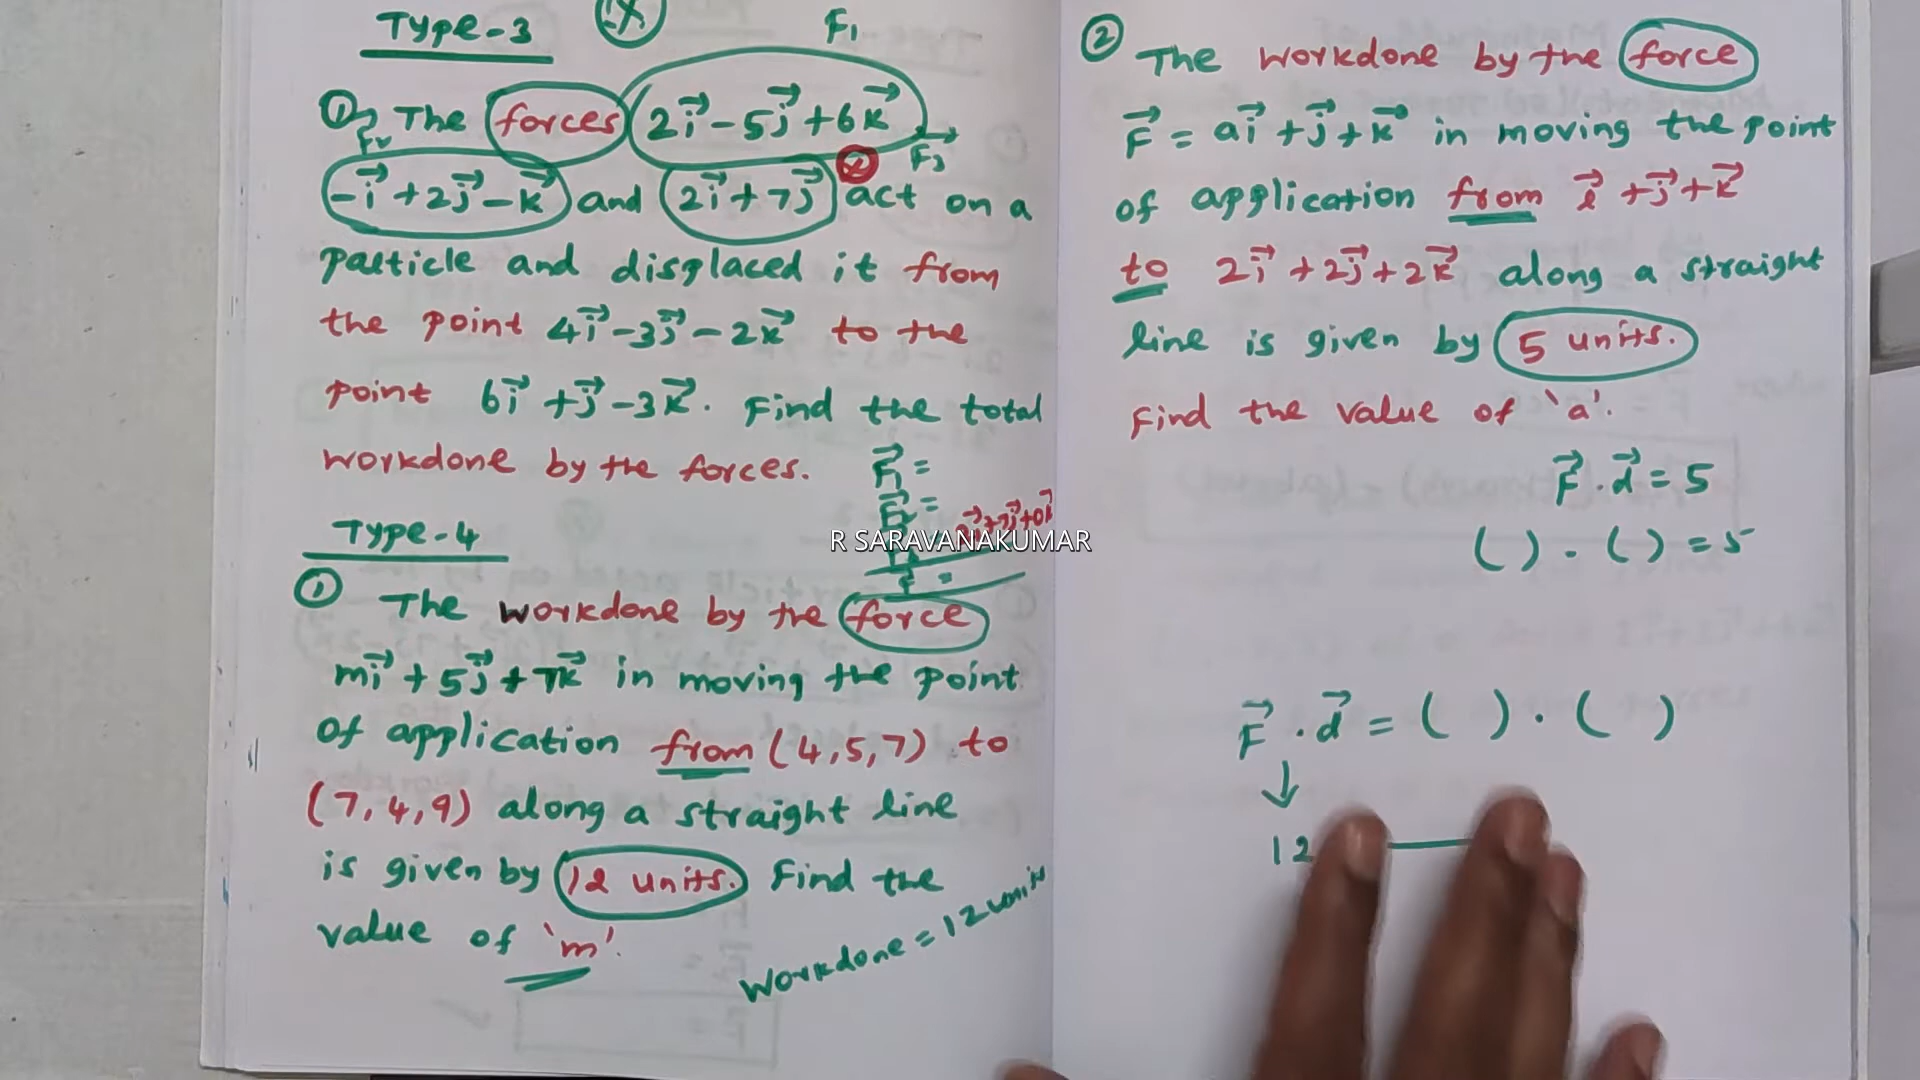 Type-3
F₁
① The forces 2i⃗ - 5j⃗ + 6k⃗
F₃⃗
-i⃗ + 2j⃗ - k⃗ and 2i⃗ + 7j⃗ act on a
particle and displaced it from
the point 4i⃗ - 3j⃗ - 2k⃗ to the
point 6i⃗ + j⃗ - 3k⃗. Find the total
workdone by the forces.
F₁⃗ =
Type-4
① The workdone by the force
mi⃗ + 5j⃗ + 7k⃗ in moving the point
of application from (4,5,7) to
(7,4,9) along a straight line
is given by 12 units. Find the
value of 'm'.
Workdone = 12 units
R SARAVANAKUMAR
② The workdone by the force
F⃗ = ai⃗ + j⃗ + k⃗ in moving the point
of application from i⃗ + j⃗ + k⃗
to 2i⃗ + 2j⃗ + 2k⃗ along a straight
line is given by 5 units.
Find the value of 'a'.
F⃗ . d⃗ = 5
( ) . ( ) = 5
F⃗ . d⃗ = ( ) . ( )
↓
12